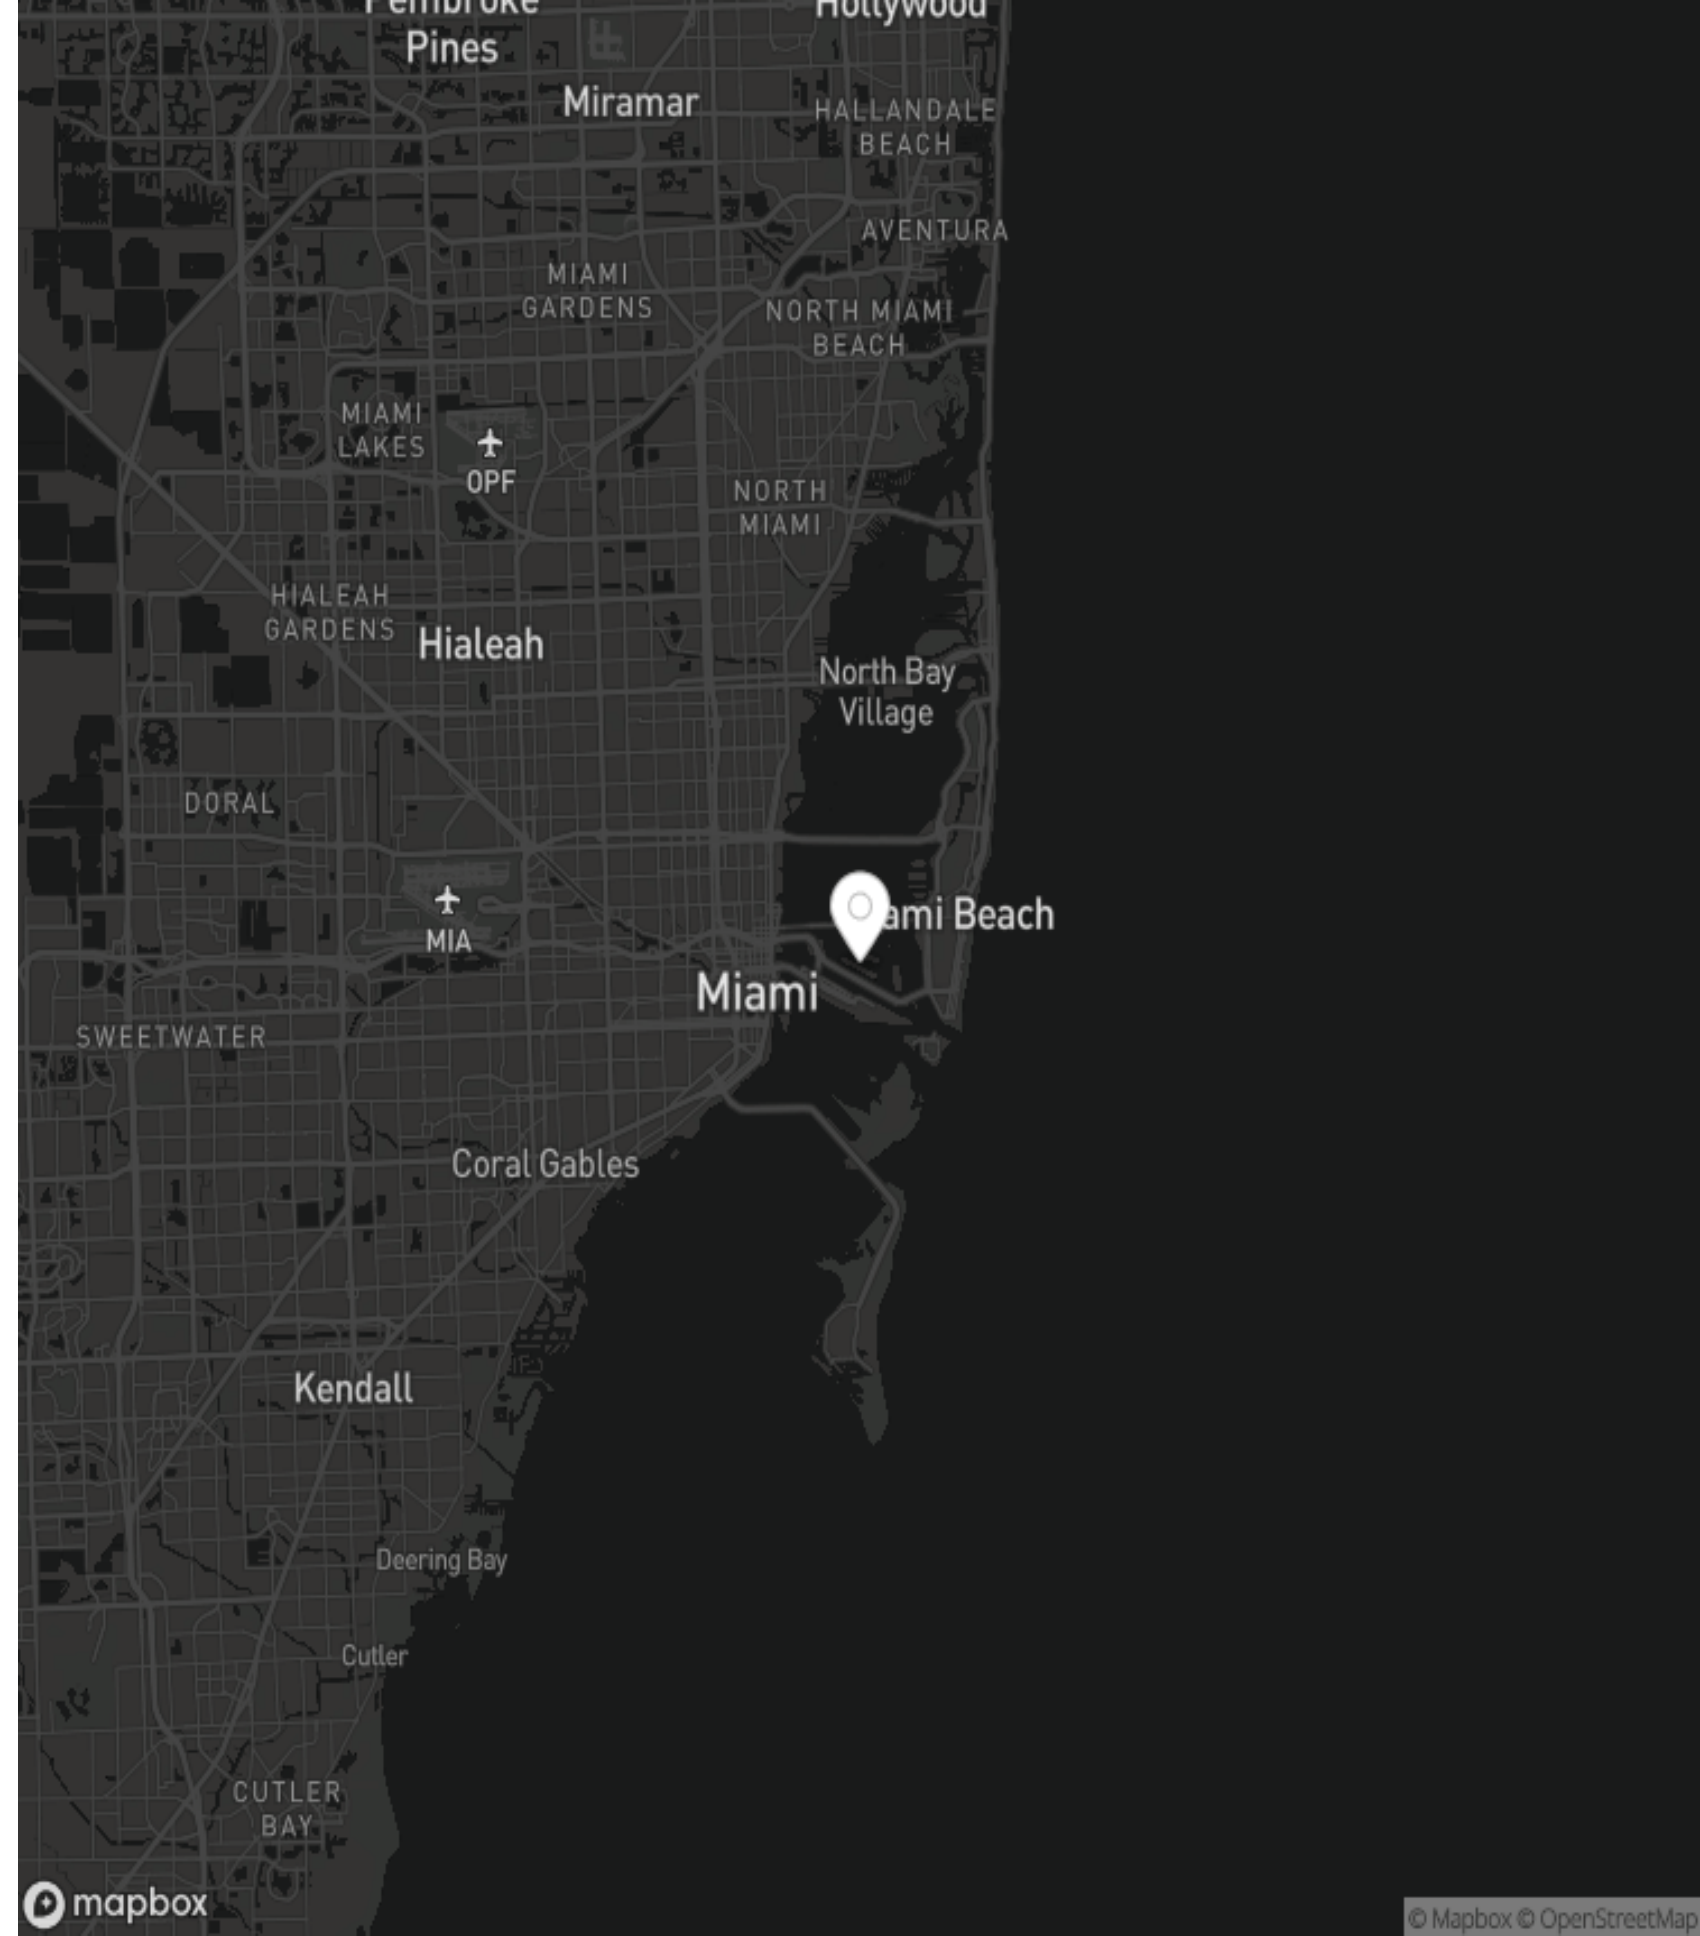 Pembroke
Pines
Hollywood
Miramar
HALLANDALE
BEACH
AVENTURA
MIAMI
GARDENS
NORTH MIAMI
BEACH
MIAMI
LAKES
OPF
NORTH
MIAMI
HIALEAH
GARDENS
Hialeah
North Bay
Village
DORAL
MIA
ami Beach
Miami
SWEETWATER
Coral Gables
Kendall
Deering Bay
Cutler
CUTLER
BAY
mapbox
© Mapbox © OpenStreetMap